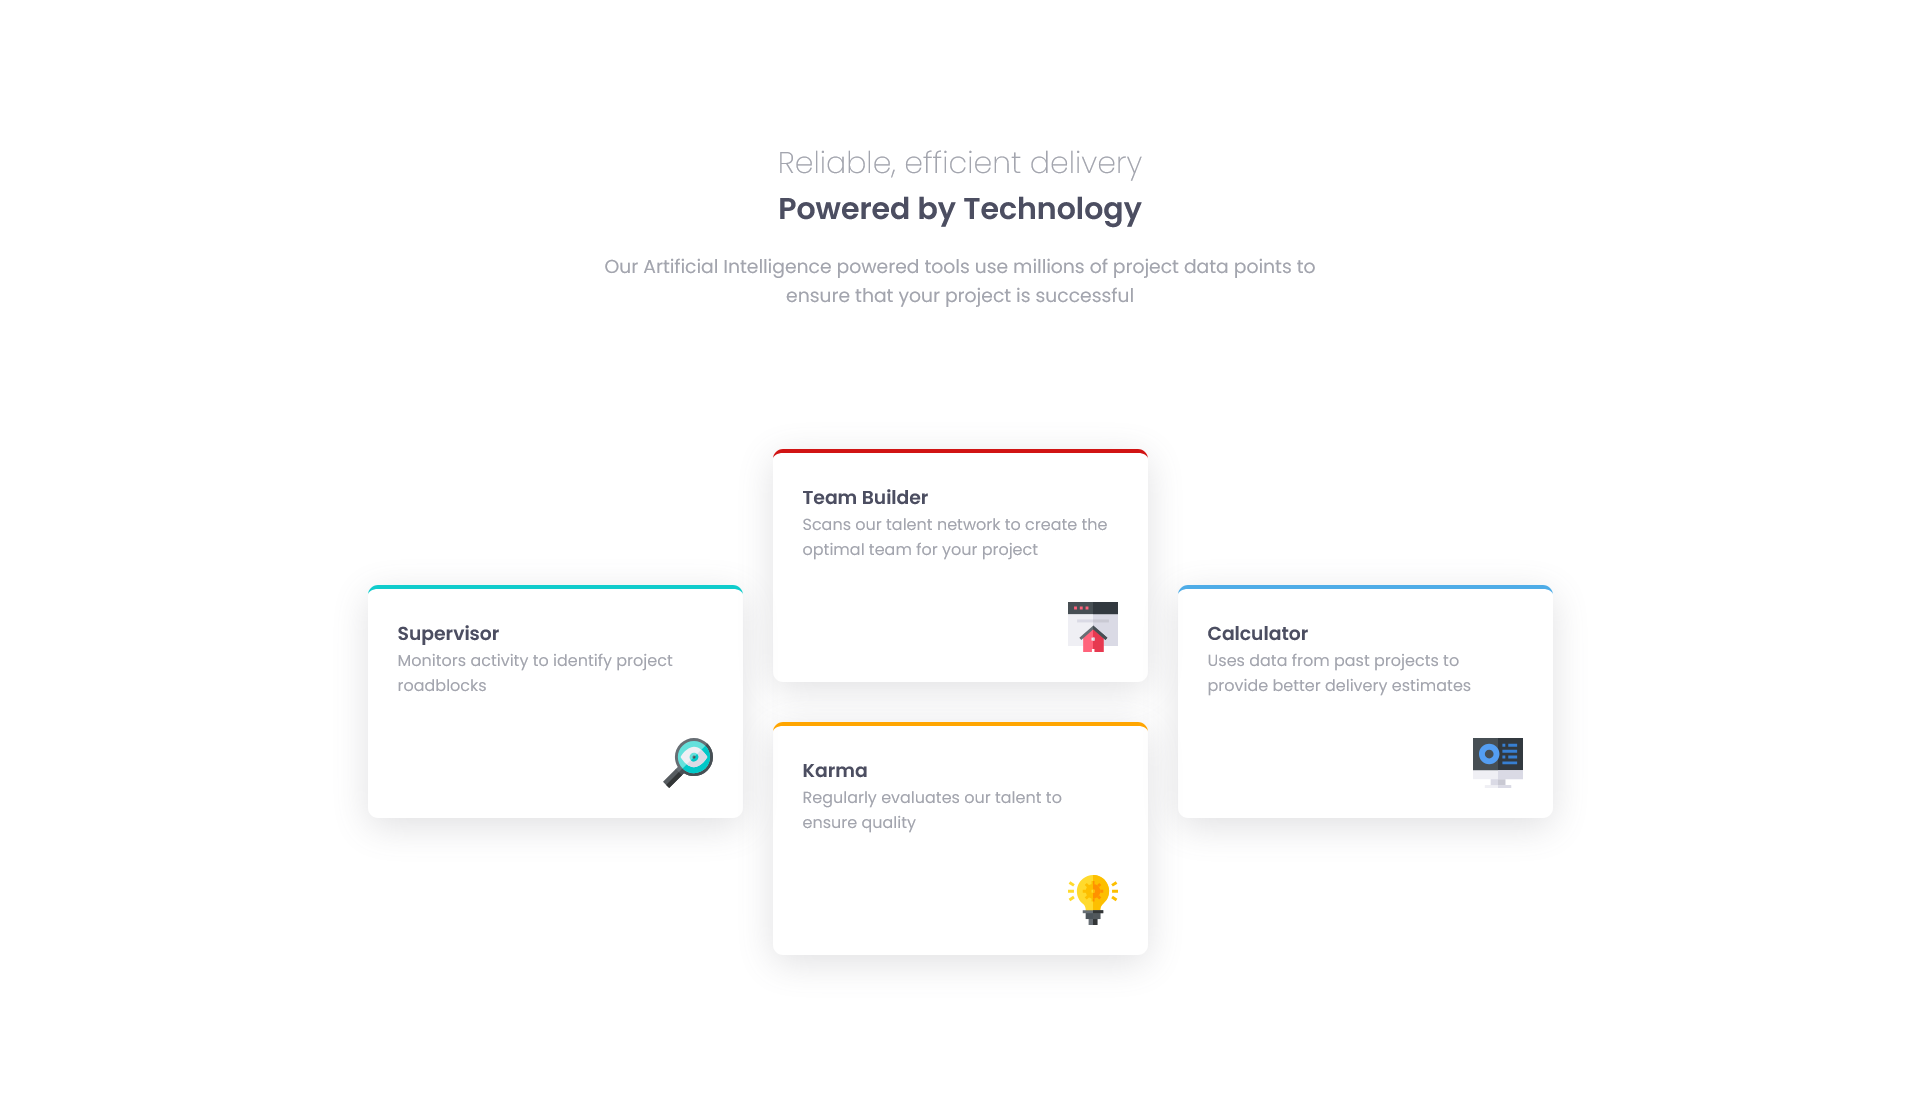 Reliable, efficient delivery
Powered by Technology
Our Artificial Intelligence powered tools use millions of project data points to
ensure that your project is successful
Team Builder
Scans our talent network to create the
optimal team for your project
Supervisor
Monitors activity to identify project
roadblocks
Calculator
Uses data from past projects to
provide better delivery estimates
Karma
Regularly evaluates our talent to
ensure quality